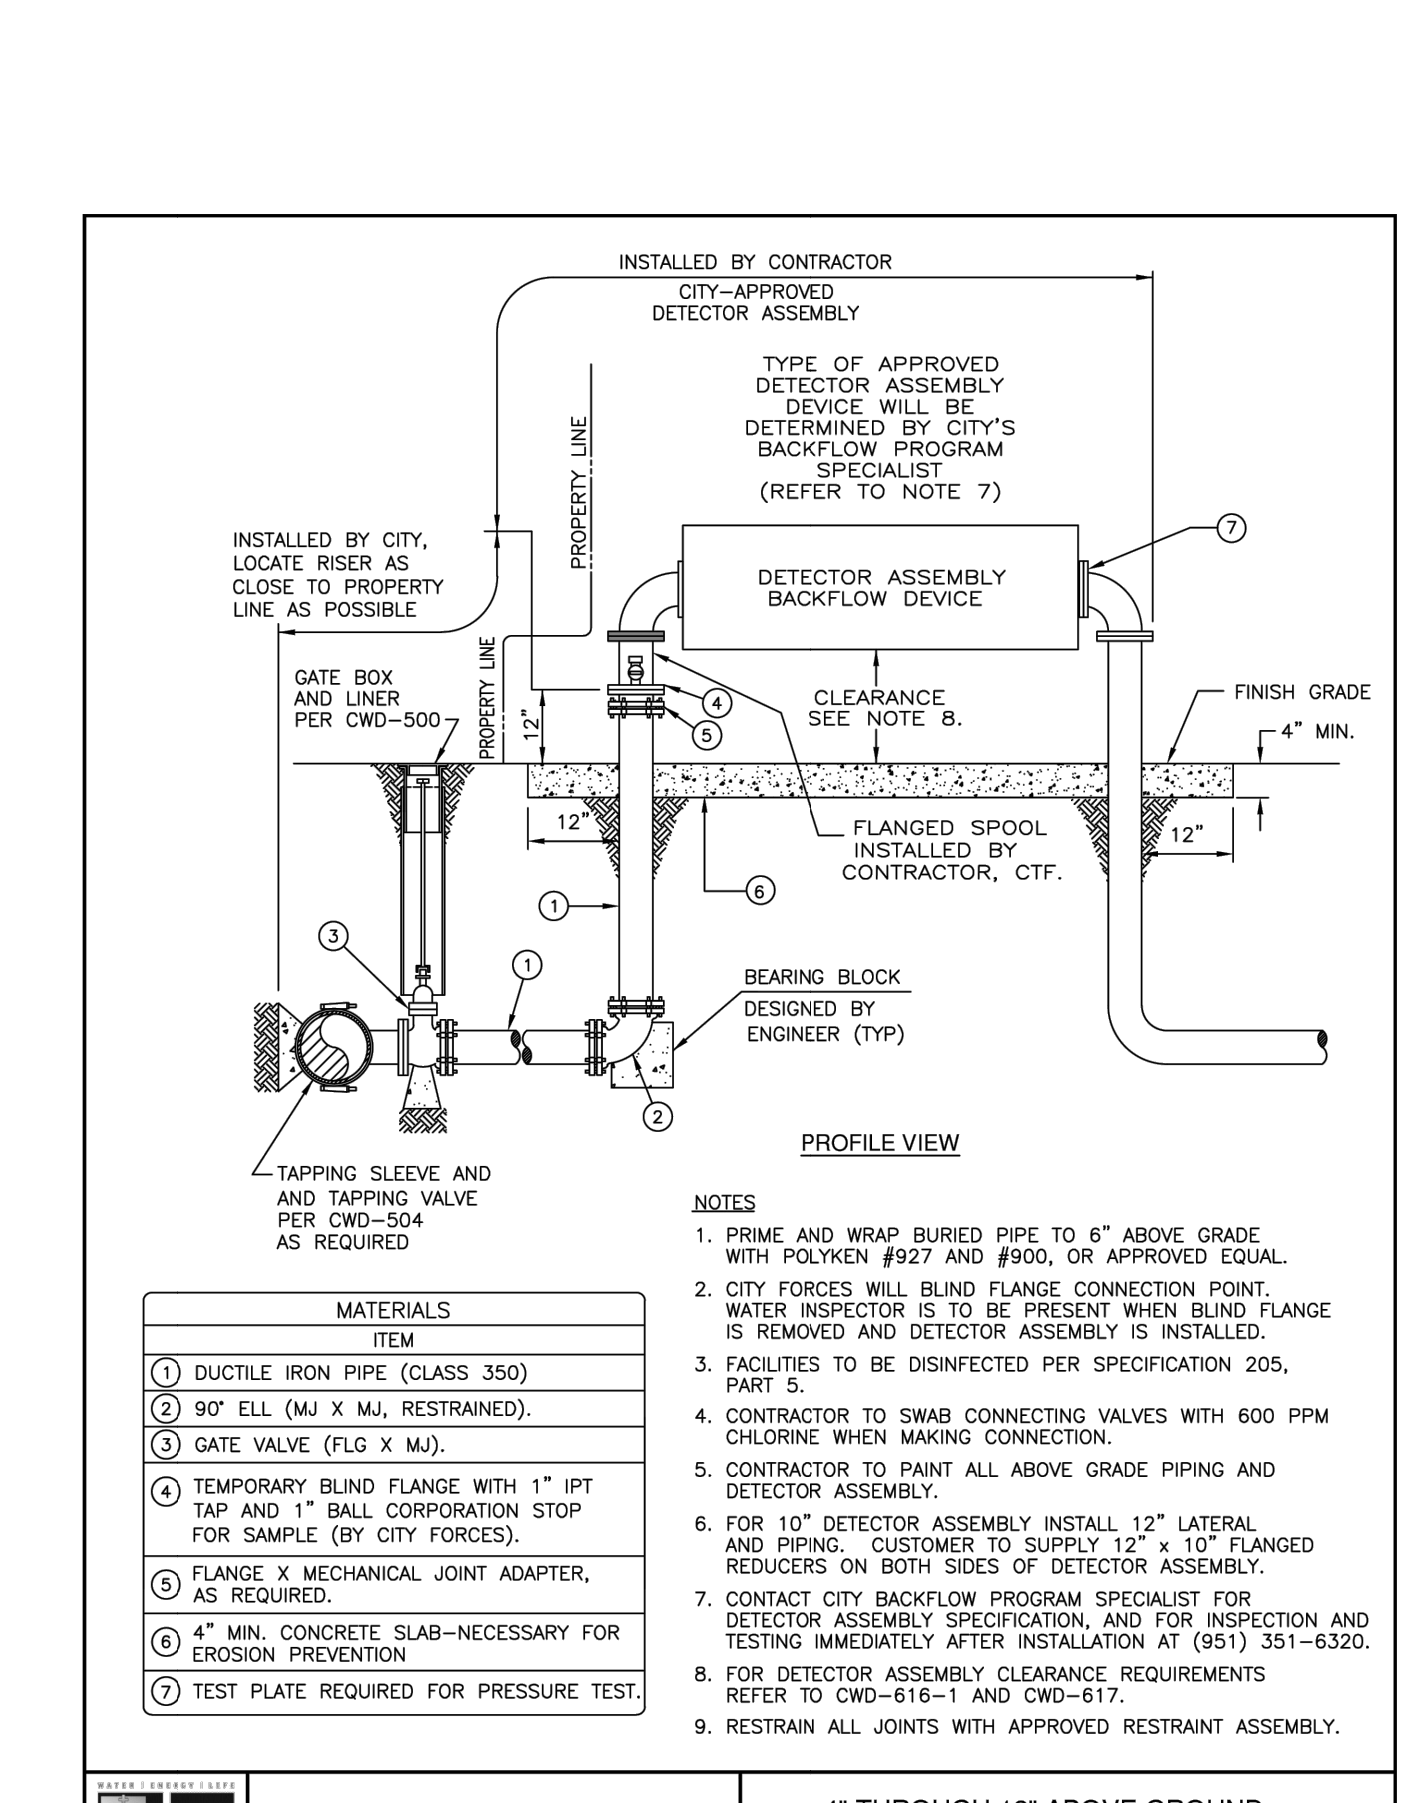 INSTALLED BY CONTRACTOR
CITY-APPROVED
DETECTOR ASSEMBLY
TYPE OF APPROVED
DETECTOR ASSEMBLY
DEVICE WILL BE
DETERMINED BY CITY'S
BACKFLOW PROGRAM
SPECIALIST
(REFER TO NOTE 7)
PROPERTY LINE
INSTALLED BY CITY,
LOCATE RISER AS
CLOSE TO PROPERTY
LINE AS POSSIBLE
7
DETECTOR ASSEMBLY
BACKFLOW DEVICE
PROPERTY LINE
GATE BOX
AND LINER
PER CWD-500
12"
4
5
CLEARANCE
SEE NOTE 8.
FINISH GRADE
4" MIN.
12"
FLANGED SPOOL
INSTALLED BY
CONTRACTOR, CTF.
12"
6
1
3
1
BEARING BLOCK
DESIGNED BY
ENGINEER (TYP)
2
PROFILE VIEW
TAPPING SLEEVE AND
AND TAPPING VALVE
PER CWD-504
AS REQUIRED
MATERIALS
ITEM
1 DUCTILE IRON PIPE (CLASS 350)
2 90° ELL (MJ X MJ, RESTRAINED).
3 GATE VALVE (FLG X MJ).
4 TEMPORARY BLIND FLANGE WITH 1" IPT
TAP AND 1" BALL CORPORATION STOP
FOR SAMPLE (BY CITY FORCES).
5 FLANGE X MECHANICAL JOINT ADAPTER,
AS REQUIRED.
6 4" MIN. CONCRETE SLAB-NECESSARY FOR
EROSION PREVENTION
7 TEST PLATE REQUIRED FOR PRESSURE TEST.
NOTES
1. PRIME AND WRAP BURIED PIPE TO 6" ABOVE GRADE
WITH POLYKEN #927 AND #900, OR APPROVED EQUAL.
2. CITY FORCES WILL BLIND FLANGE CONNECTION POINT.
WATER INSPECTOR IS TO BE PRESENT WHEN BLIND FLANGE
IS REMOVED AND DETECTOR ASSEMBLY IS INSTALLED.
3. FACILITIES TO BE DISINFECTED PER SPECIFICATION 205,
PART 5.
4. CONTRACTOR TO SWAB CONNECTING VALVES WITH 600 PPM
CHLORINE WHEN MAKING CONNECTION.
5. CONTRACTOR TO PAINT ALL ABOVE GRADE PIPING AND
DETECTOR ASSEMBLY.
6. FOR 10" DETECTOR ASSEMBLY INSTALL 12" LATERAL
AND PIPING. CUSTOMER TO SUPPLY 12" x 10" FLANGED
REDUCERS ON BOTH SIDES OF DETECTOR ASSEMBLY.
7. CONTACT CITY BACKFLOW PROGRAM SPECIALIST FOR
DETECTOR ASSEMBLY SPECIFICATION, AND FOR INSPECTION AND
TESTING IMMEDIATELY AFTER INSTALLATION AT (951) 351-6320.
8. FOR DETECTOR ASSEMBLY CLEARANCE REQUIREMENTS
REFER TO CWD-616-1 AND CWD-617.
9. RESTRAIN ALL JOINTS WITH APPROVED RESTRAINT ASSEMBLY.
WATER | ENERGY | LIFE
THROUGH ABOVE GROUND